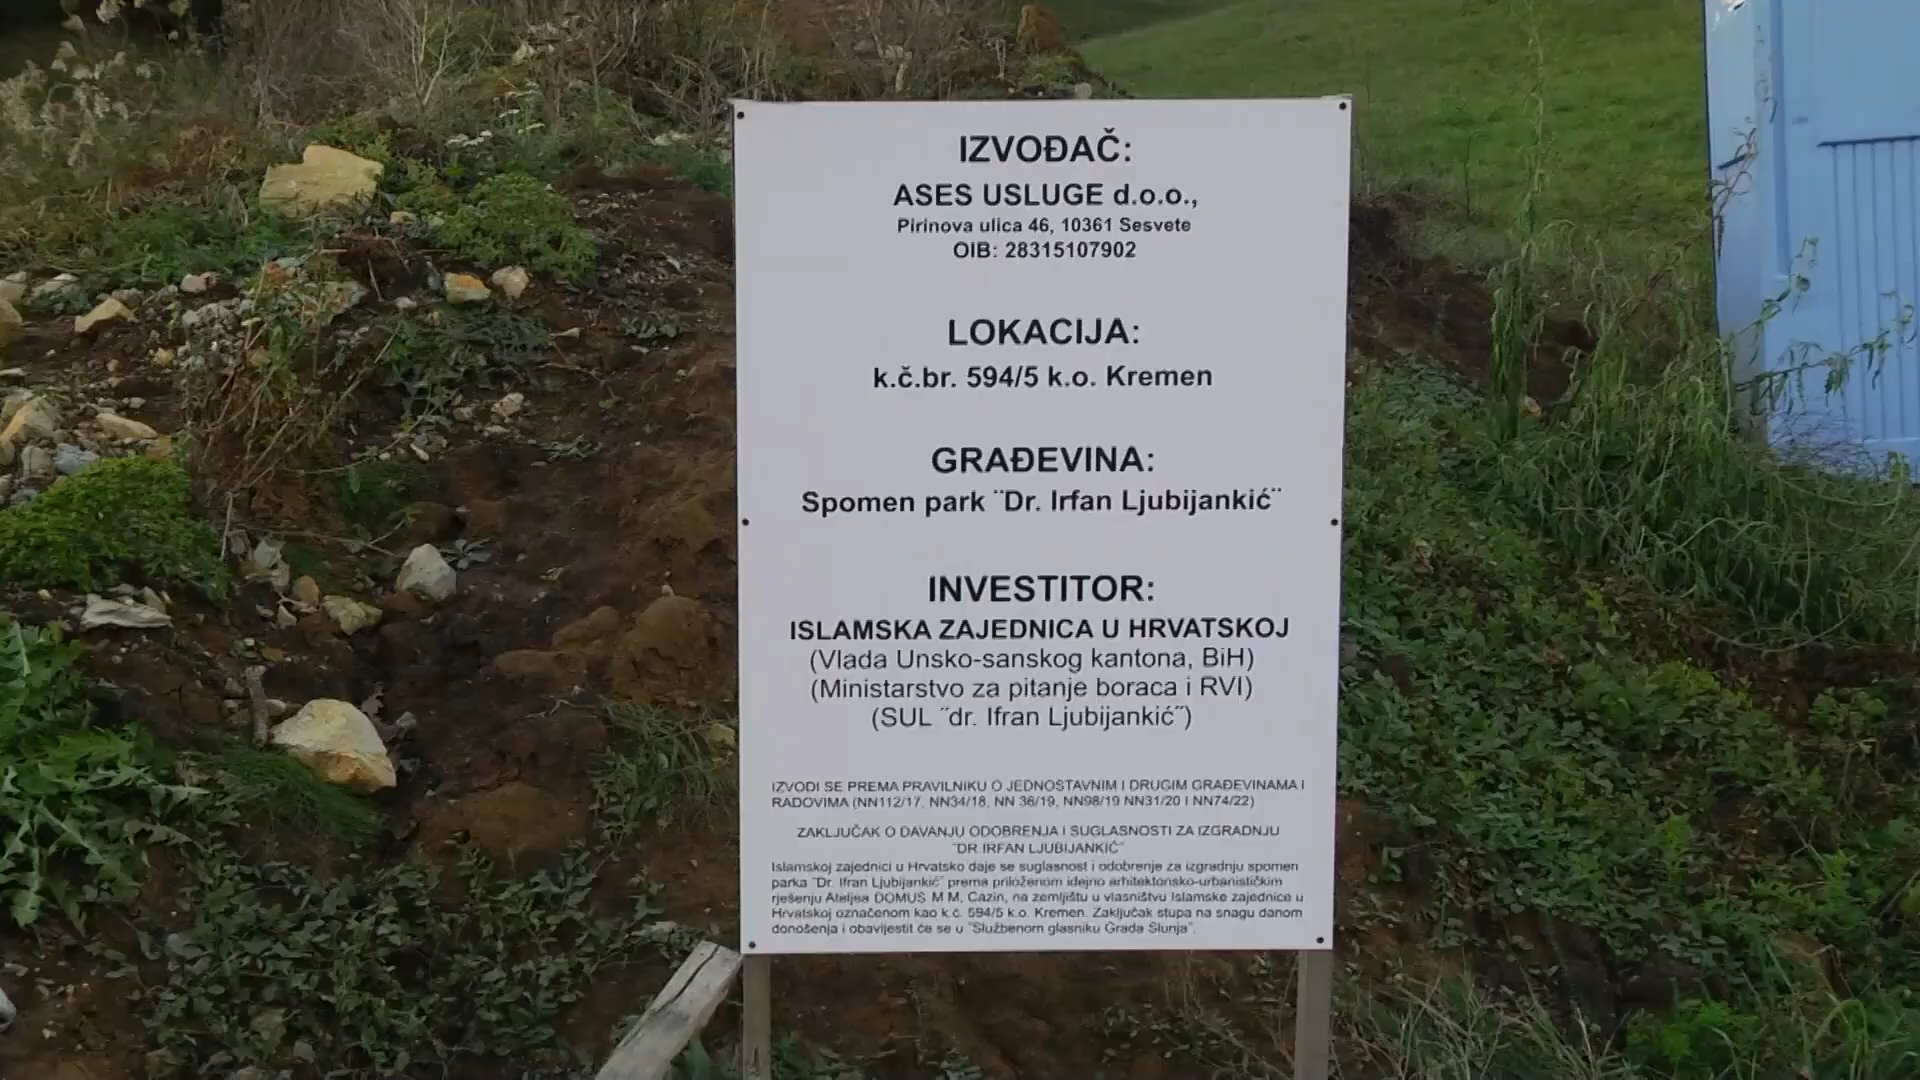 IZVOĐAČ:
ASES USLUGE d.o.o.,
Pirinova ulica 46, 10361 Sesvete
OIB: 28315107902
LOKACIJA:
k.č.br. 594/5 k.o. Kremen
GRAĐEVINA:
Spomen park ¨Dr. Irfan Ljubijankić¨
INVESTITOR:
ISLAMSKA ZAJEDNICA U HRVATSKOJ
(Vlada Unsko-sanskog kantona, BiH)
(Ministarstvo za pitanje boraca i RVI)
(SUL ¨dr. Ifran Ljubijankić¨)
IZVODI SE PREMA PRAVILNIKU O JEDNOSTAVNIM I DRUGIM GRAĐEVINAMA I
RADOVIMA (NN112/17, NN34/18, NN 36/19, NN98/19 NN31/20 I NN74/22)
ZAKLJUČAK O DAVANJU ODOBRENJA I SUGLASNOSTI ZA IZGRADNJU
¨DR IRFAN LJUBIJANKIĆ¨
Islamskoj zajednici u Hrvatsko daje se suglasnost i odobrenje za izgradnju spomen
parka ¨Dr. Ifran Ljubijankić¨ prema priloženom idejno arhitektonsko-urbanističkim
rješenju Ateljea DOMUS M M, Cazin, na zemljištu u vlasništvu Islamske zajednice u
Hrvatskoj označenom kao k.č. 594/5 k.o. Kremen. Zaključak stupa na snagu danom
donošenja i obavijestit će se u ¨Službenom glasniku Grada Slunja¨.